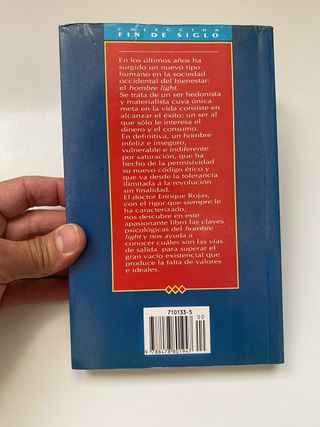 COLECCION
FIN DE SIGLO
En los últimos años ha
surgido un nuevo tipo
humano en la sociedad
occidental del bienestar:
el hombre light.
Se trata de un ser hedonista
y materialista cuya única
meta en la vida consiste en
alcanzar el éxito; un ser al
que sólo le interesa el
dinero y el consumo.
En definitiva, un hombre
infeliz e inseguro,
vulnerable e indiferente
por saturación, que ha
hecho de la permisividad
su nuevo código ético y
que va desde la tolerancia
ilimitada a la revolución
sin finalidad.
El doctor Enrique Rojas,
con el rigor que siempre le
ha caracterizado,
nos descubre en este
apasionante libro las claves
psicológicas del hombre
light y nos ayuda a
conocer cuáles son las vías
de salida para superar el
gran vacío existencial que
produce la falta de valores
e ideales.
710133-5
00
9 788478 801947